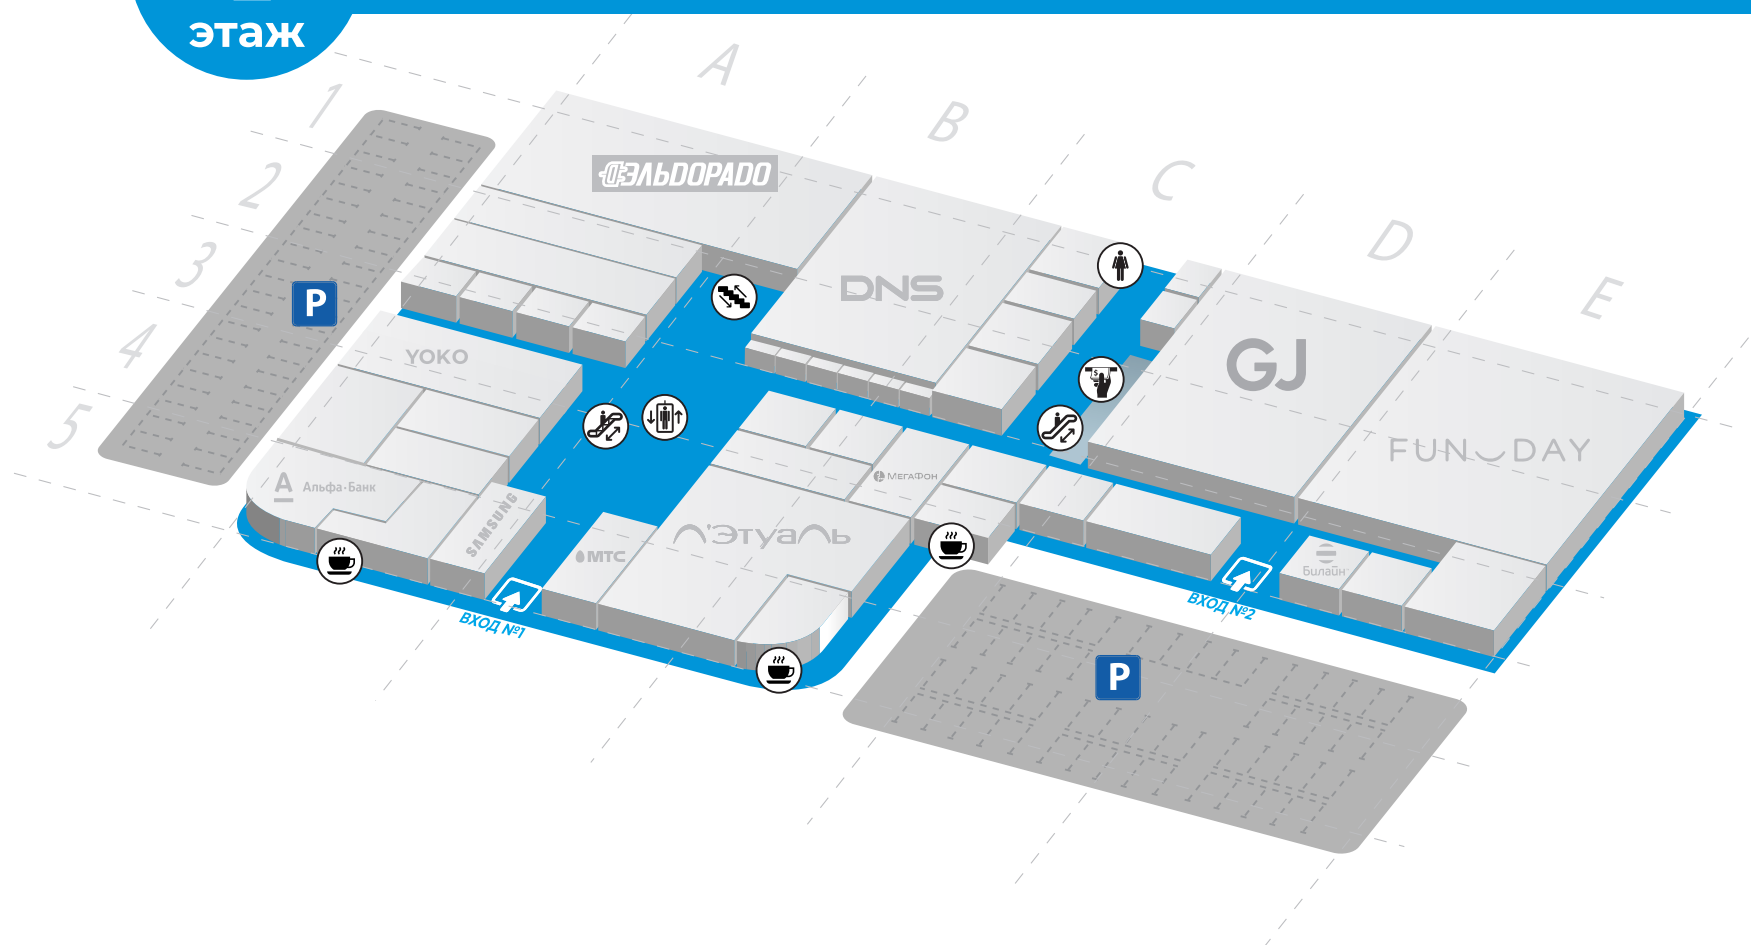 этаж
A
B
C
D
E
1
2
3
4
5
ЭЛЬDОРАDО
DNS
GJ
FUN DAY
YOKO
Альфа-Банк
SAMSUNG
МТС
Л'Этуаль
МЕГАФОН
Билайн
P
P
ВХОД №1
ВХОД №2